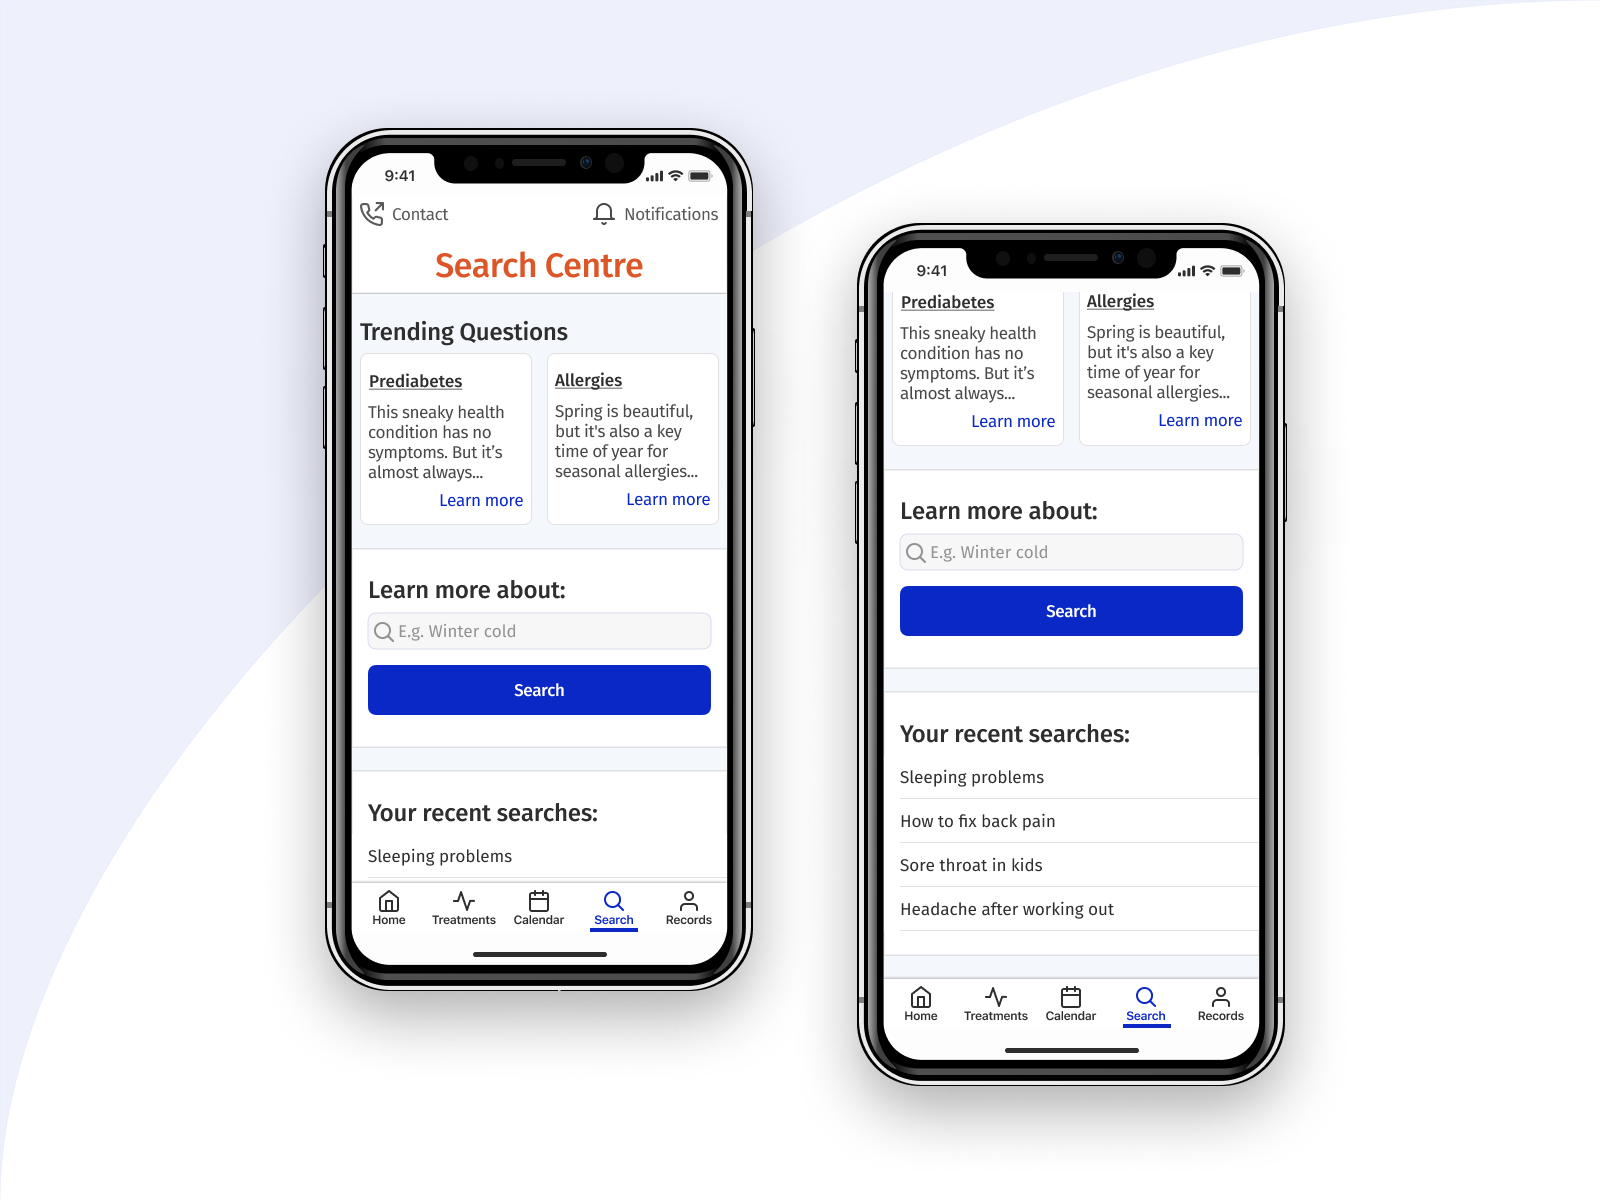 9:41
Contact
Notifications
Search Centre
Trending Questions
Prediabetes
This sneaky health
condition has no
symptoms. But it’s
almost always...
Learn more
Allergies
Spring is beautiful,
but it's also a key
time of year for
seasonal allergies...
Learn more
Learn more about:
E.g. Winter cold
Search
Your recent searches:
Sleeping problems
Home
Treatments
Calendar
Search
Records
9:41
Prediabetes
This sneaky health
condition has no
symptoms. But it’s
almost always...
Learn more
Allergies
Spring is beautiful,
but it's also a key
time of year for
seasonal allergies...
Learn more
Learn more about:
E.g. Winter cold
Search
Your recent searches:
Sleeping problems
How to fix back pain
Sore throat in kids
Headache after working out
Home
Treatments
Calendar
Search
Records